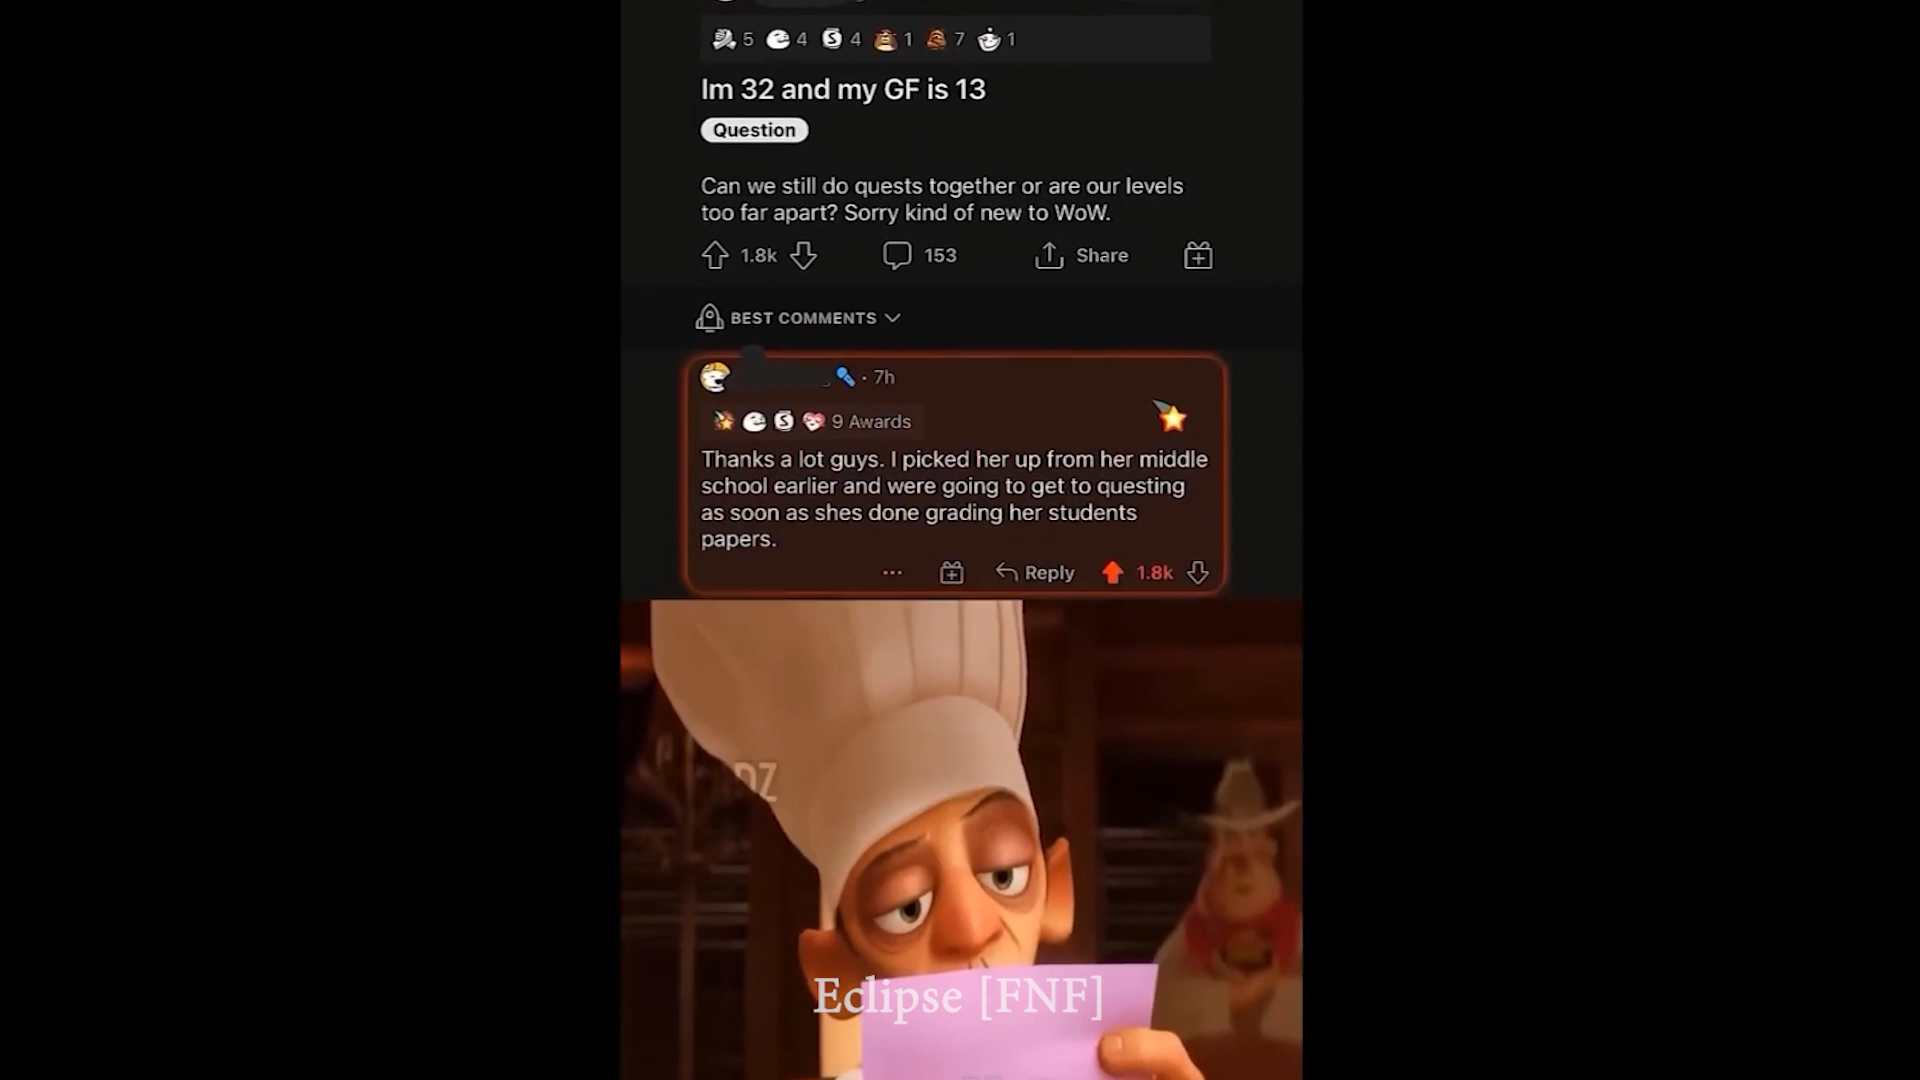 5 4 4 1 7 1
Im 32 and my GF is 13
Question
Can we still do quests together or are our levels
too far apart? Sorry kind of new to WoW.
1.8k 153 Share
BEST COMMENTS
· 7h
9 Awards
Thanks a lot guys. I picked her up from her middle
school earlier and were going to get to questing
as soon as shes done grading her students
papers.
... Reply 1.8k
DZ
Eclipse [FNF]